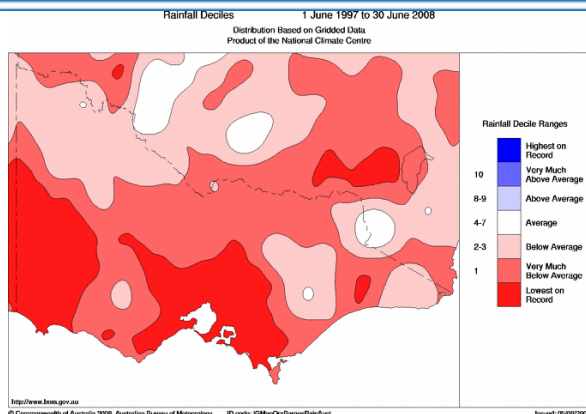 Rainfall Deciles 1 June 1997 to 30 June 2008
Distribution Based on Gridded Data
Product of the National Climate Centre
Rainfall Decile Ranges
Highest on
Record
10 Very Much
Above Average
8-9 Above Average
4-7 Average
2-3 Below Average
1 Very Much
Below Average
Lowest on
Record
http://www.bom.gov.au
© Commonwealth of Australia 2008, Australian Bureau of Meteorology ID code: Issued: